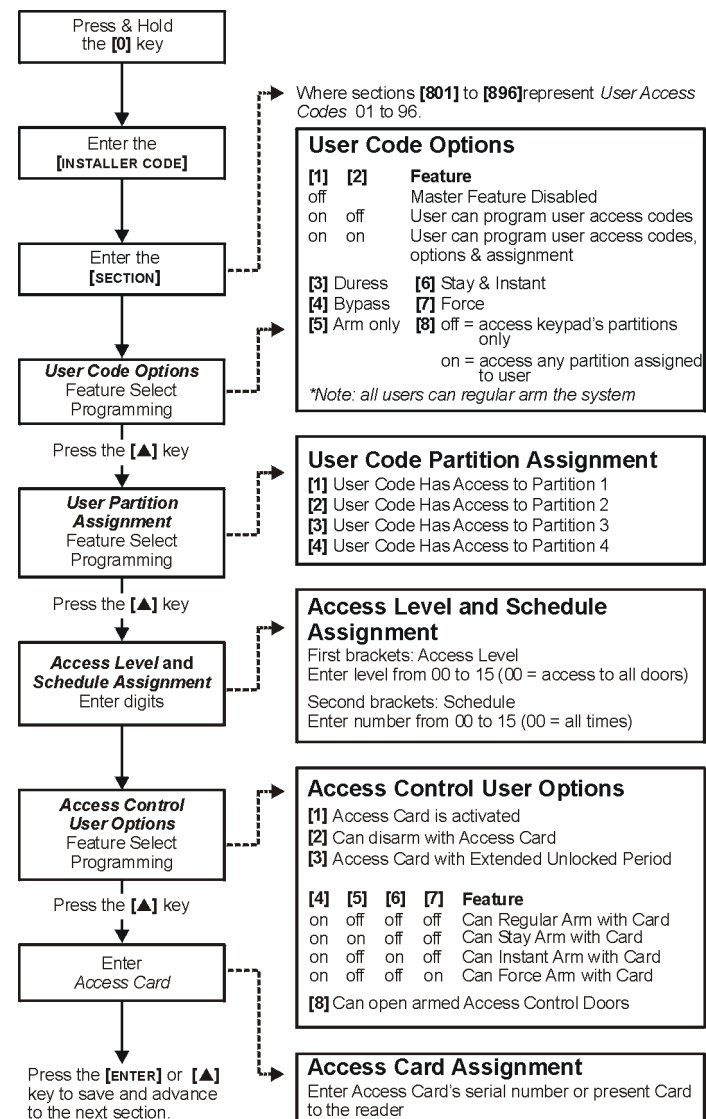 Press & Hold
the [0] key
Enter the
[INSTALLER CODE]
Enter the
[SECTION]
User Code Options
Feature Select
Programming
Press the [▲] key
User Partition
Assignment
Feature Select
Programming
Press the [▲] key
Access Level and
Schedule Assignment
Enter digits
Access Control
User Options
Feature Select
Programming
Press the [▲] key
Enter
Access Card
Press the [ENTER] or [▲]
key to save and advance
to the next section.
Where sections [801] to [896]represent User Access
Codes 01 to 96.
User Code Options
[1] [2] Feature
off Master Feature Disabled
on off User can program user access codes
on on User can program user access codes,
options & assignment
[3] Duress [6] Stay & Instant
[4] Bypass [7] Force
[5] Arm only [8] off = access keypad's partitions
only
on = access any partition assigned
to user
*Note: all users can regular arm the system
User Code Partition Assignment
[1] User Code Has Access to Partition 1
[2] User Code Has Access to Partition 2
[3] User Code Has Access to Partition 3
[4] User Code Has Access to Partition 4
Access Level and Schedule
Assignment
First brackets: Access Level
Enter level from 00 to 15 (00 = access to all doors)
Second brackets: Schedule
Enter number from 00 to 15 (00 = all times)
Access Control User Options
[1] Access Card is activated
[2] Can disarm with Access Card
[3] Access Card with Extended Unlocked Period
[4] [5] [6] [7] Feature
on off off off Can Regular Arm with Card
on on off off Can Stay Arm with Card
on off on off Can Instant Arm with Card
on off off on Can Force Arm with Card
[8] Can open armed Access Control Doors
Access Card Assignment
Enter Access Card's serial number or present Card
to the reader